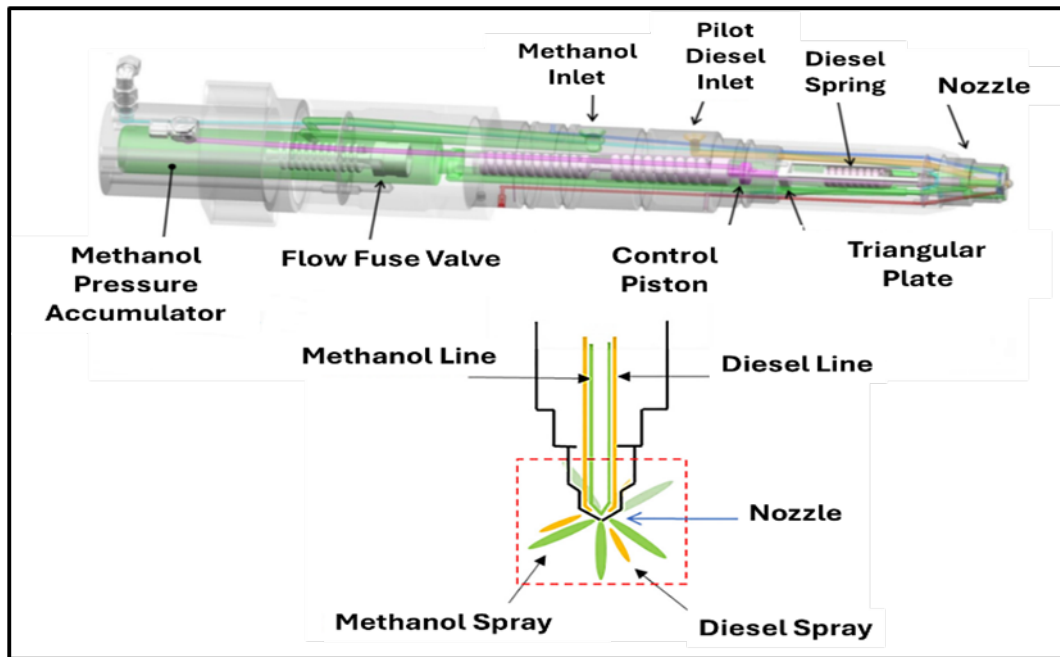 Methanol
Inlet
Pilot
Diesel
Inlet
Diesel
Spring
Nozzle
Methanol
Pressure
Accumulator
Flow Fuse Valve
Control
Piston
Triangular
Plate
Methanol Line
Diesel Line
Nozzle
Methanol Spray
Diesel Spray